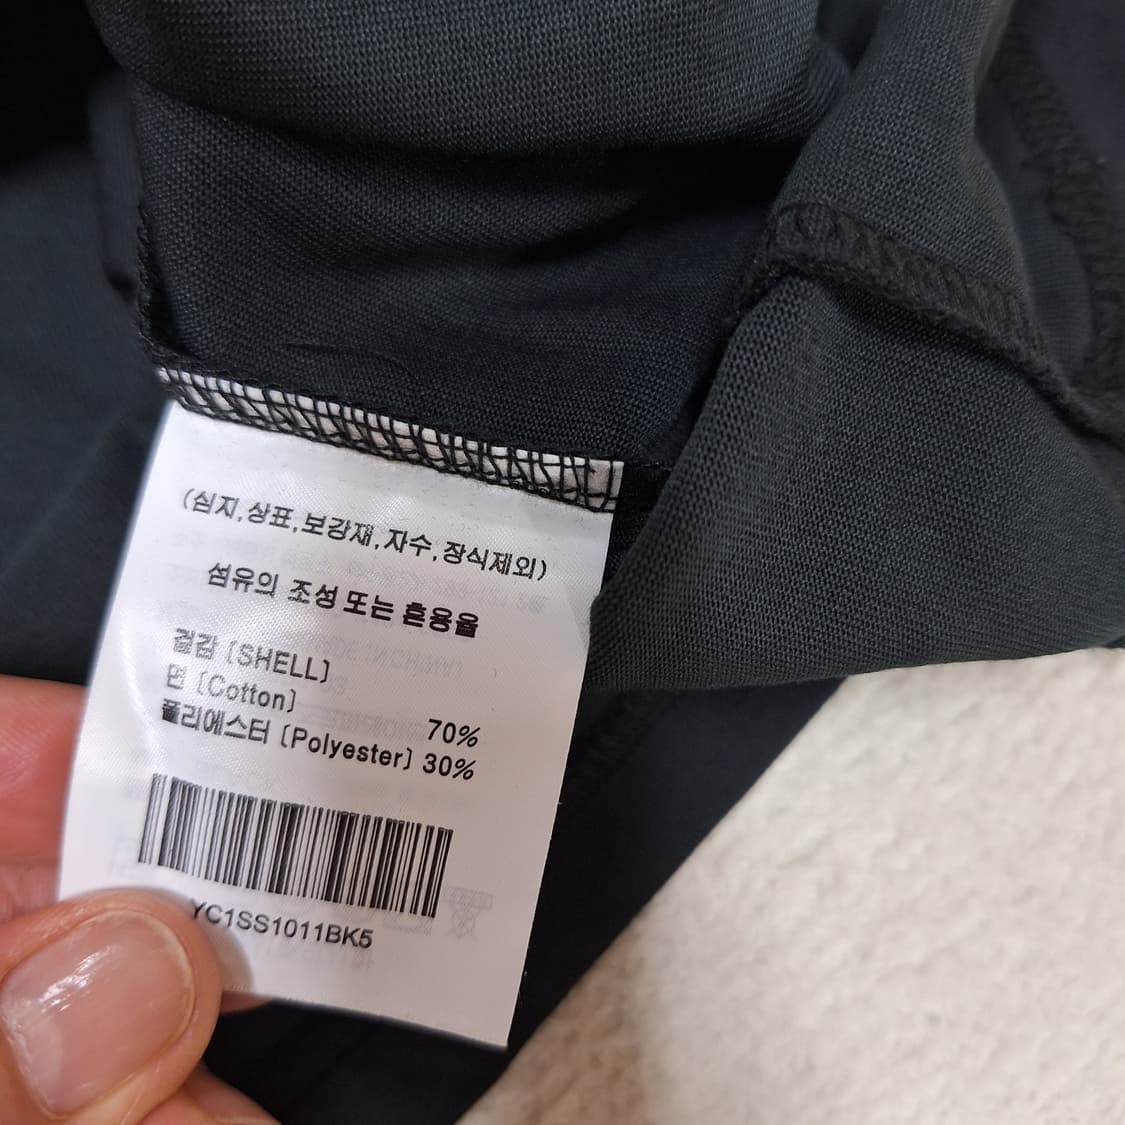 (심지,상표,보강재,자수,장식제외)
섬유의 조성 또는 혼용율
겉감 [SHELL]
면 [Cotton] 70%
폴리에스터 [Polyester] 30%
YC1SS1011BK5